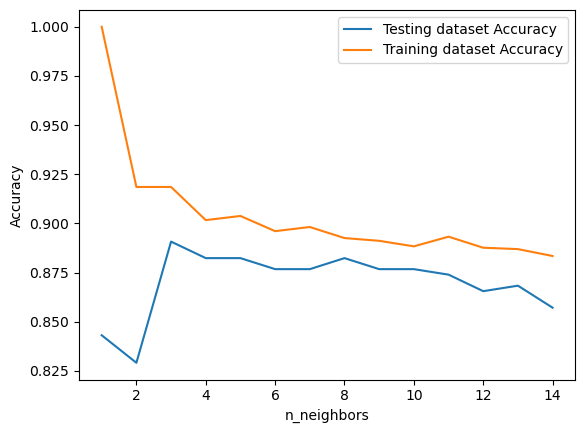 Testing dataset Accuracy
Training dataset Accuracy
1.000
0.975
0.950
0.925
0.900
0.875
0.850
0.825
Accuracy
2 4 6 8 10 12 14
n_neighbors